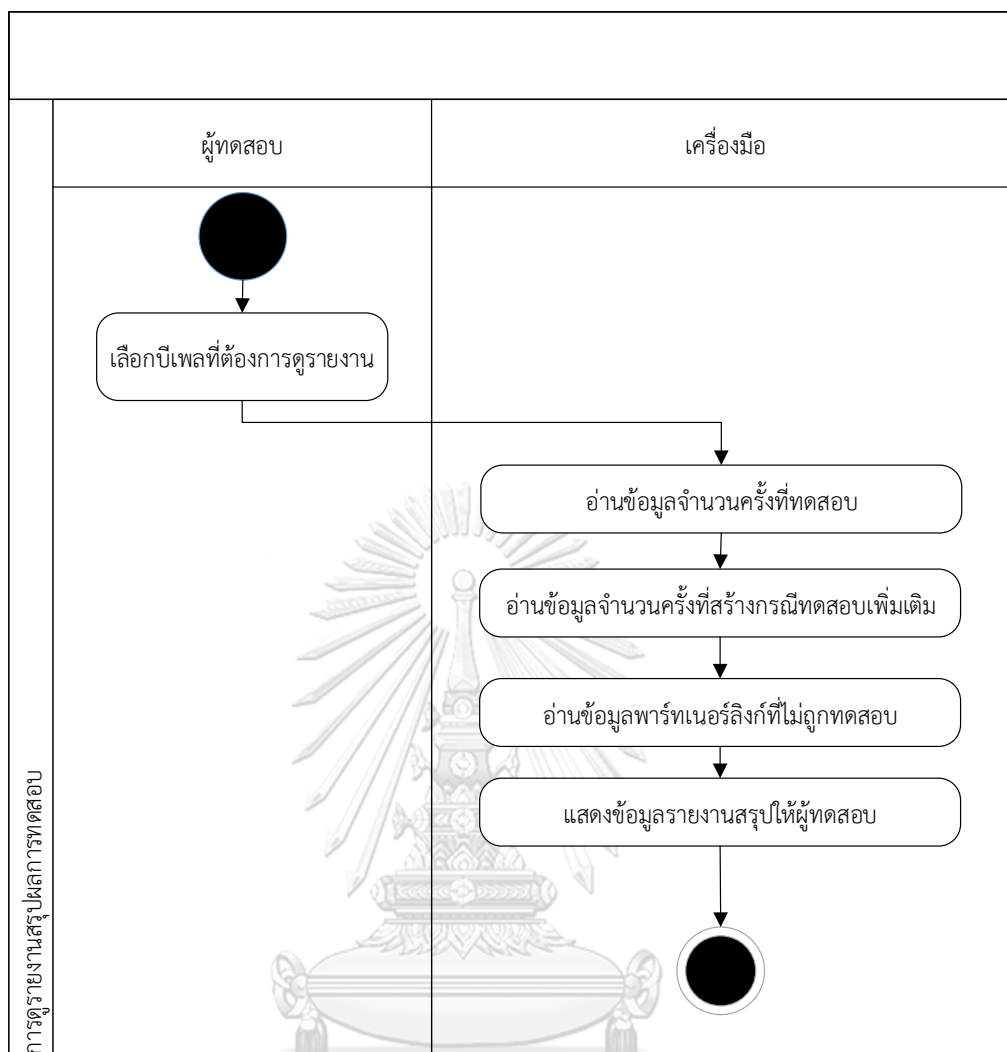 ผู้ทดสอบ
เครื่องมือ
เลือกบีเพลที่ต้องการดูรายงาน
อ่านข้อมูลจำนวนครั้งที่ทดสอบ
อ่านข้อมูลจำนวนครั้งที่สร้างกรณีทดสอบเพิ่มเติม
อ่านข้อมูลพาร์ทเนอร์ลิงก์ที่ไม่ถูกทดสอบ
แสดงข้อมูลรายงานสรุปให้ผู้ทดสอบ
การดูรายงานสรุปผลการทดสอบ